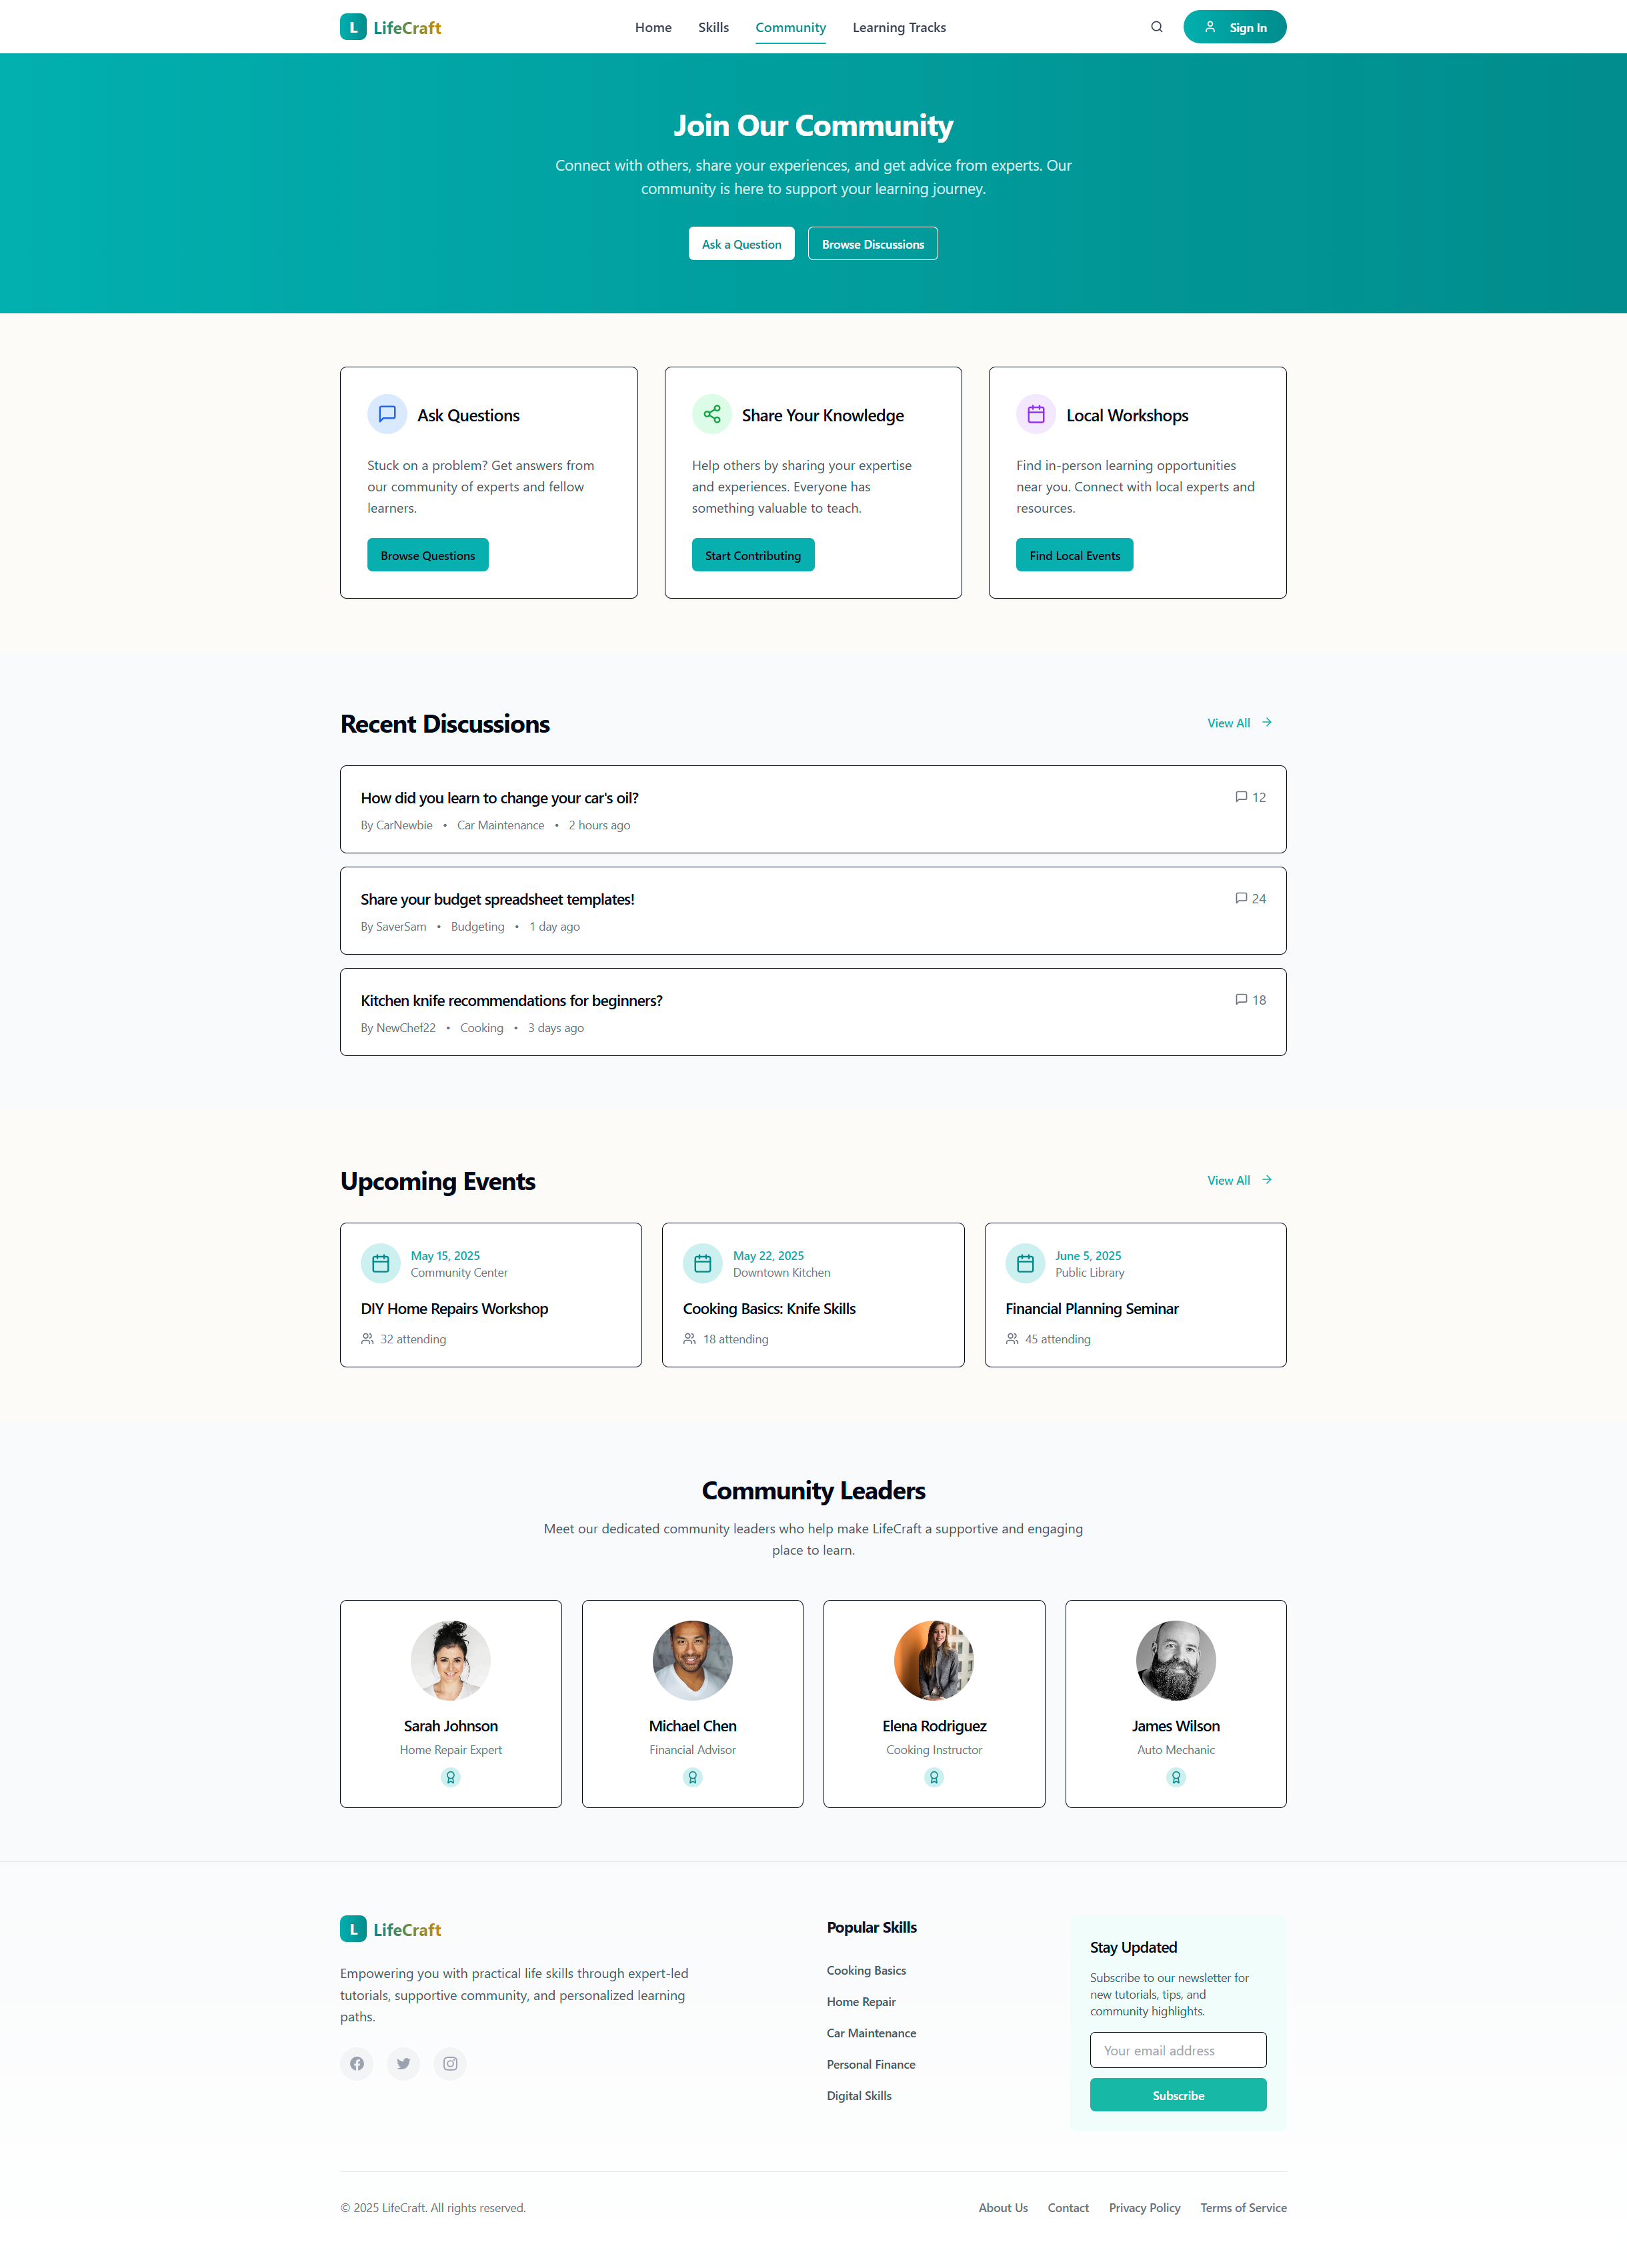 L LifeCraft
Home Skills Community Learning Tracks
Sign In
Join Our Community
Connect with others, share your experiences, and get advice from experts. Our
community is here to support your learning journey.
Ask a Question Browse Discussions
Ask Questions
Stuck on a problem? Get answers from
our community of experts and fellow
learners.
Browse Questions
Share Your Knowledge
Help others by sharing your expertise
and experiences. Everyone has
something valuable to teach.
Start Contributing
Local Workshops
Find in-person learning opportunities
near you. Connect with local experts and
resources.
Find Local Events
Recent Discussions
View All
How did you learn to change your car's oil?
12
By CarNewbie • Car Maintenance • 2 hours ago
Share your budget spreadsheet templates!
24
By SaverSam • Budgeting • 1 day ago
Kitchen knife recommendations for beginners?
18
By NewChef22 • Cooking • 3 days ago
Upcoming Events
View All
May 15, 2025
Community Center
DIY Home Repairs Workshop
32 attending
May 22, 2025
Downtown Kitchen
Cooking Basics: Knife Skills
18 attending
June 5, 2025
Public Library
Financial Planning Seminar
45 attending
Community Leaders
Meet our dedicated community leaders who help make LifeCraft a supportive and engaging
place to learn.
Sarah Johnson
Home Repair Expert
Michael Chen
Financial Advisor
Elena Rodriguez
Cooking Instructor
James Wilson
Auto Mechanic
L LifeCraft
Empowering you with practical life skills through expert-led
tutorials, supportive community, and personalized learning
paths.
Popular Skills
Cooking Basics
Home Repair
Car Maintenance
Personal Finance
Digital Skills
Stay Updated
Subscribe to our newsletter for
new tutorials, tips, and
community highlights.
Your email address
Subscribe
© 2025 LifeCraft. All rights reserved.
About Us Contact Privacy Policy Terms of Service